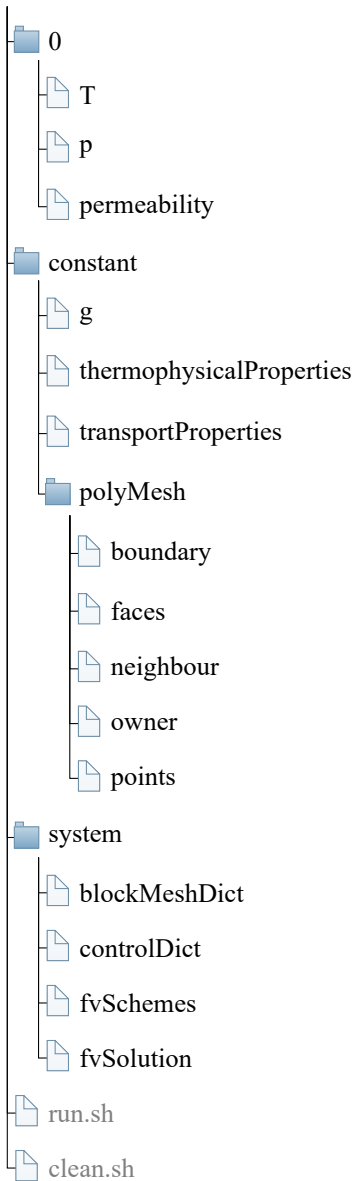 0
T
p
permeability
constant
g
thermophysicalProperties
transportProperties
polyMesh
boundary
faces
neighbour
owner
points
system
blockMeshDict
controlDict
fvSchemes
fvSolution
run.sh
clean.sh